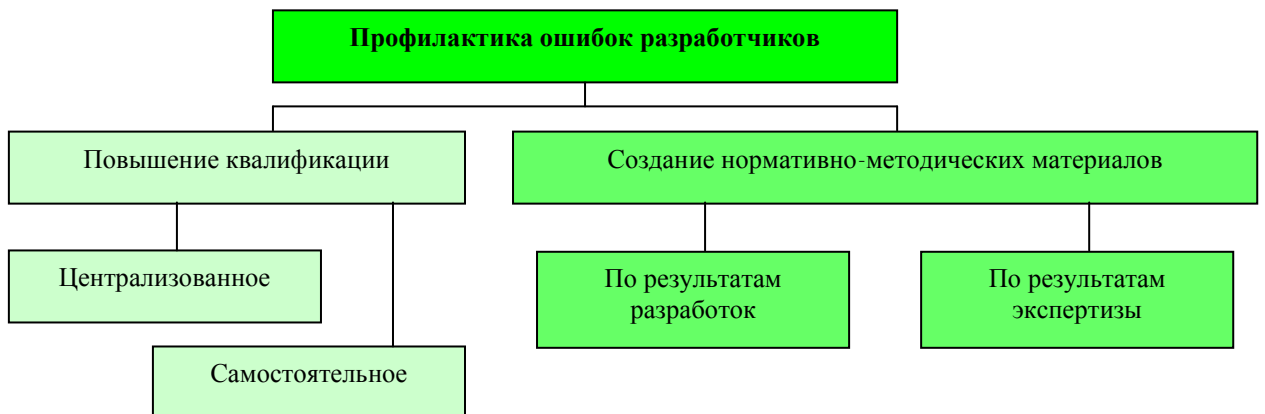 Профилактика ошибок разработчиков
Повышение квалификации
Создание нормативно-методических материалов
Централизованное
Самостоятельное
По результатам
разработок
По результатам
экспертизы